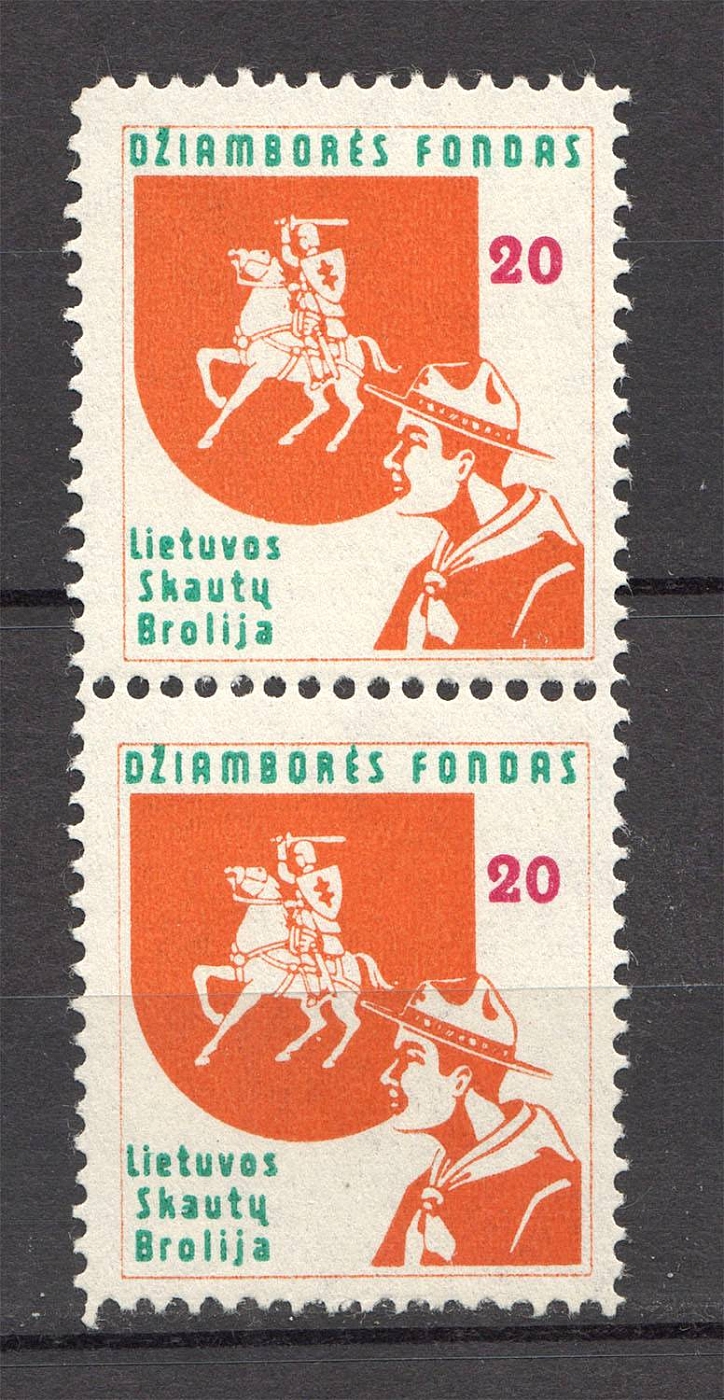 DŽIAMBORĖS FONDAS
20
Lietuvos
Skautų
Brolija
DŽIAMBORĖS FONDAS
20
Lietuvos
Skautų
Brolija